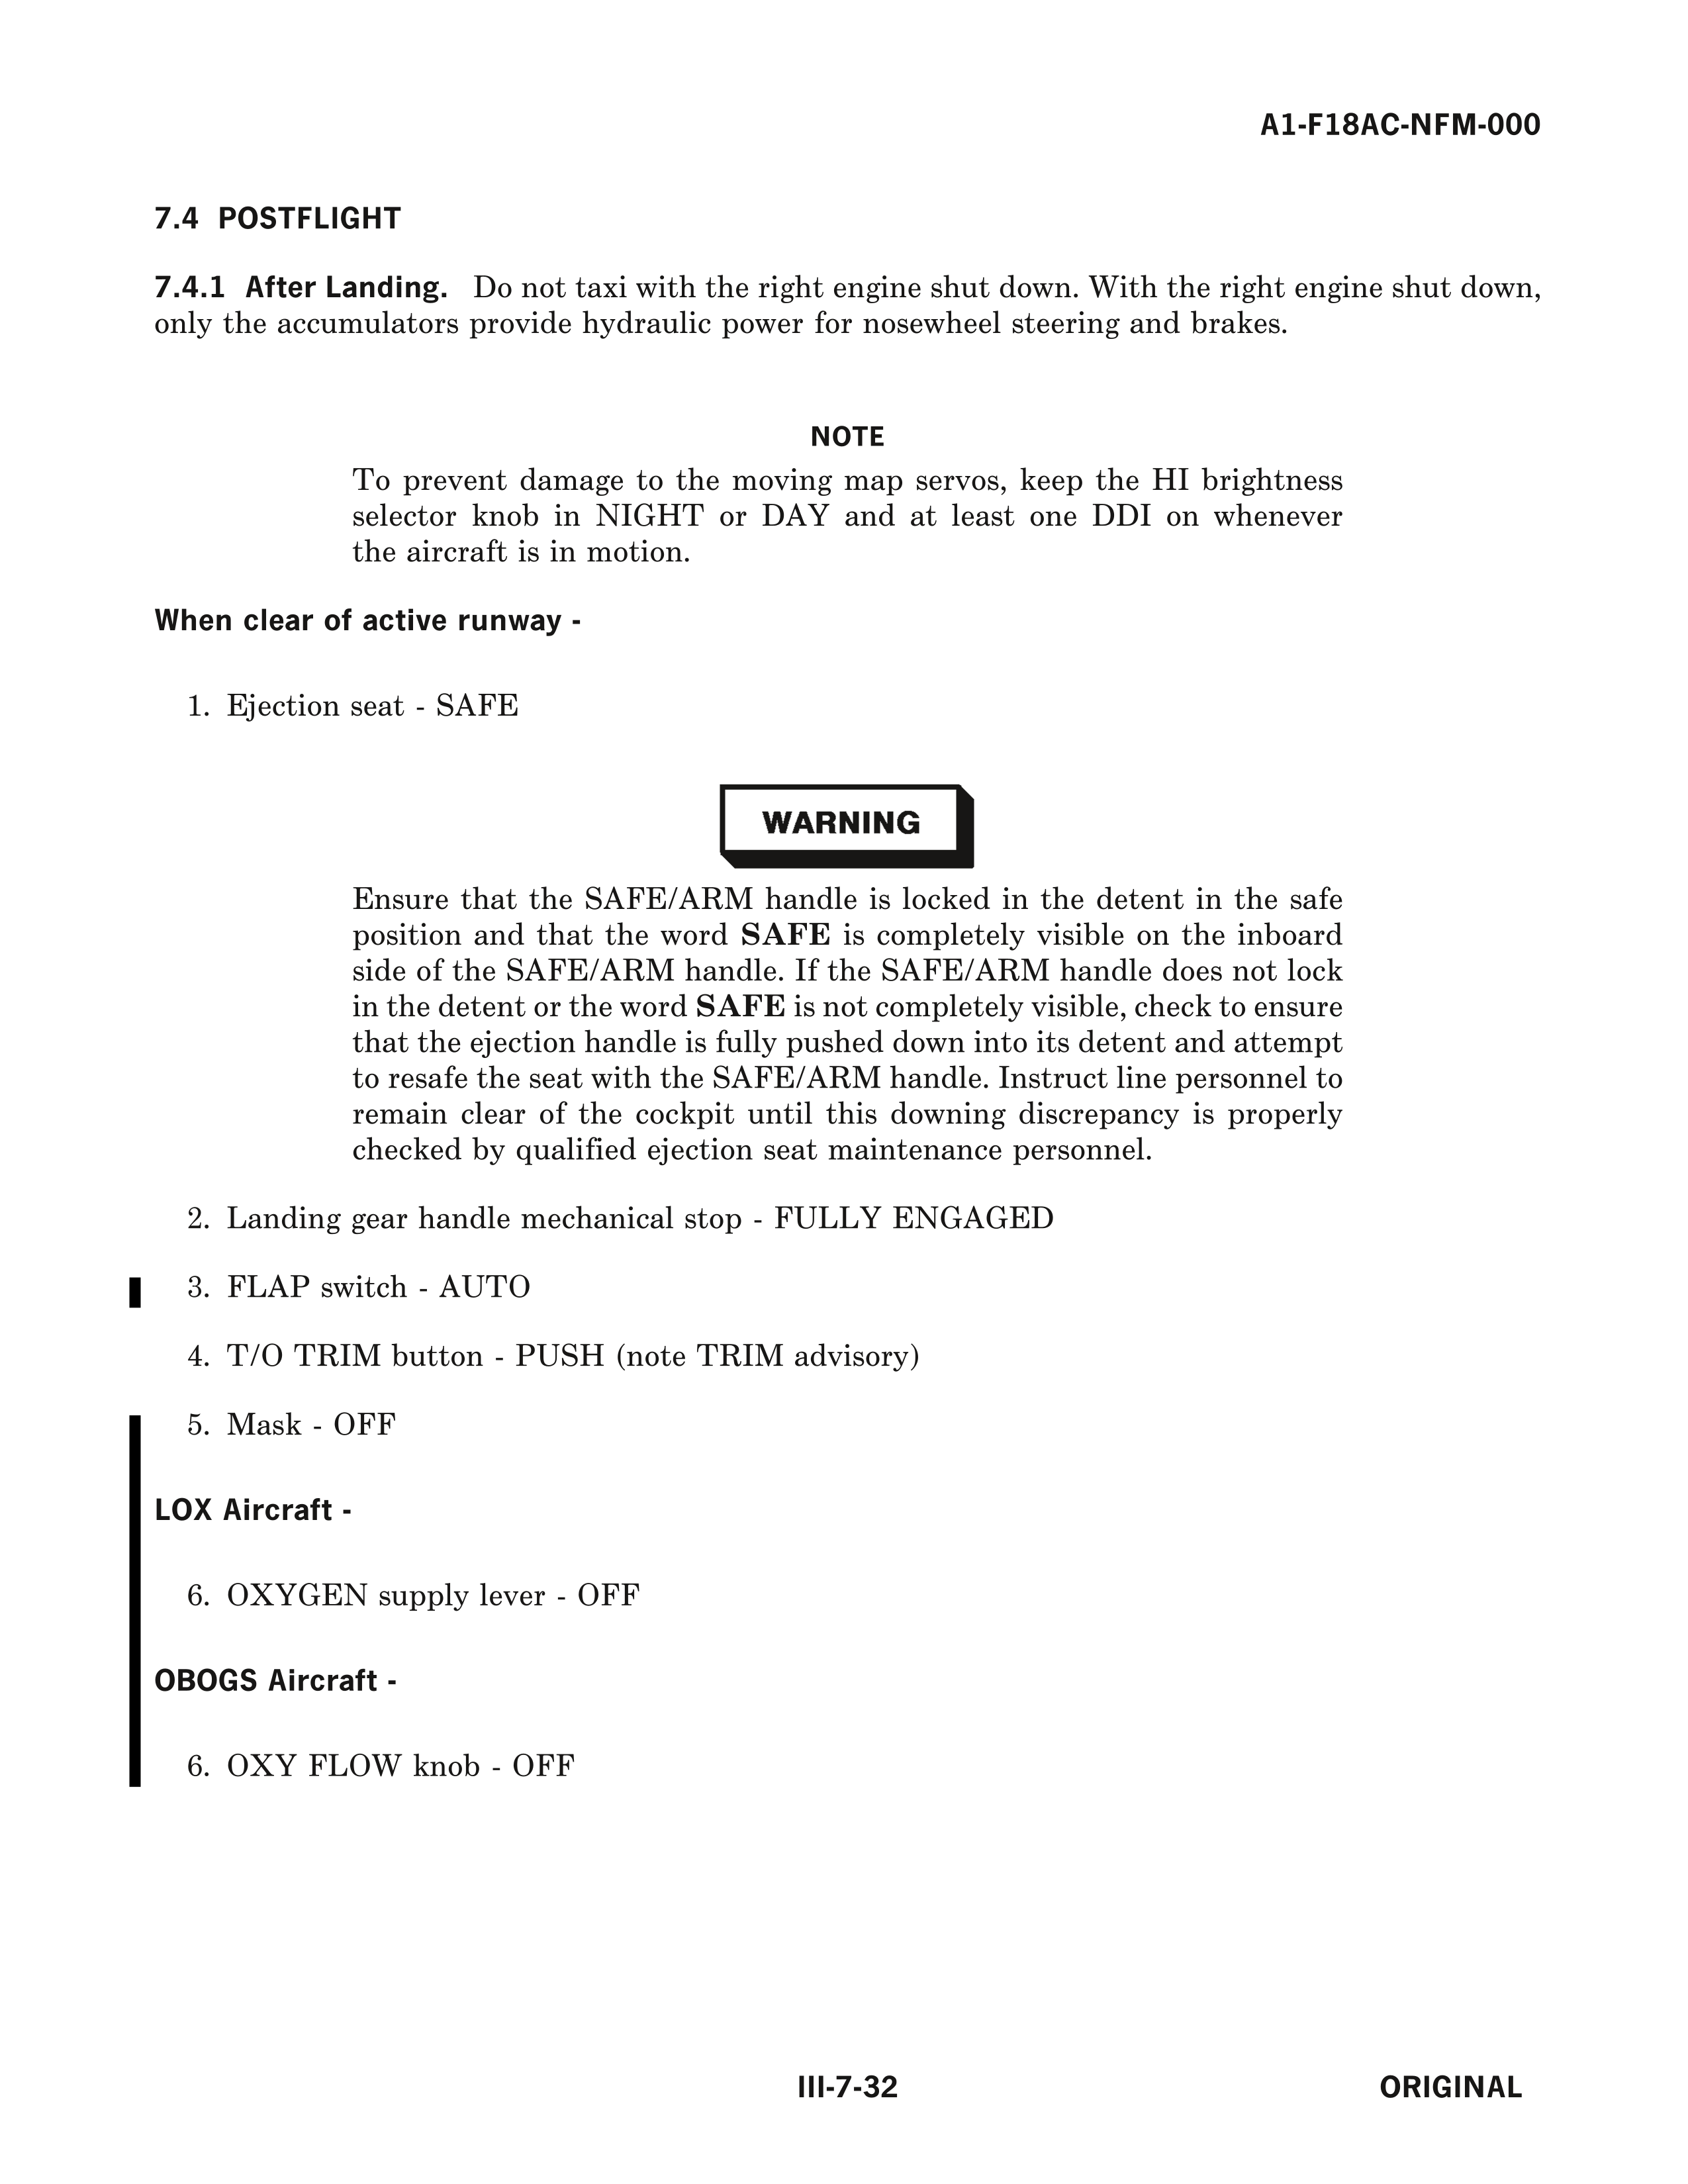 A1-F18AC-NFM-000
7.4 POSTFLIGHT
7.4.1 After Landing. Do not taxi with the right engine shut down. With the right engine shut down,
only the accumulators provide hydraulic power for nosewheel steering and brakes.
NOTE
To prevent damage to the moving map servos, keep the HI brightness
selector knob in NIGHT or DAY and at least one DDI on whenever
the aircraft is in motion.
When clear of active runway -
1. Ejection seat - SAFE
WARNING
Ensure that the SAFE/ARM handle is locked in the detent in the safe
position and that the word SAFE is completely visible on the inboard
side of the SAFE/ARM handle. If the SAFE/ARM handle does not lock
in the detent or the word SAFE is not completely visible, check to ensure
that the ejection handle is fully pushed down into its detent and attempt
to resafe the seat with the SAFE/ARM handle. Instruct line personnel to
remain clear of the cockpit until this downing discrepancy is properly
checked by qualified ejection seat maintenance personnel.
2. Landing gear handle mechanical stop - FULLY ENGAGED
3. FLAP switch - AUTO
4. T/O TRIM button - PUSH (note TRIM advisory)
5. Mask - OFF
LOX Aircraft -
6. OXYGEN supply lever - OFF
OBOGS Aircraft -
6. OXY FLOW knob - OFF
III-7-32
ORIGINAL